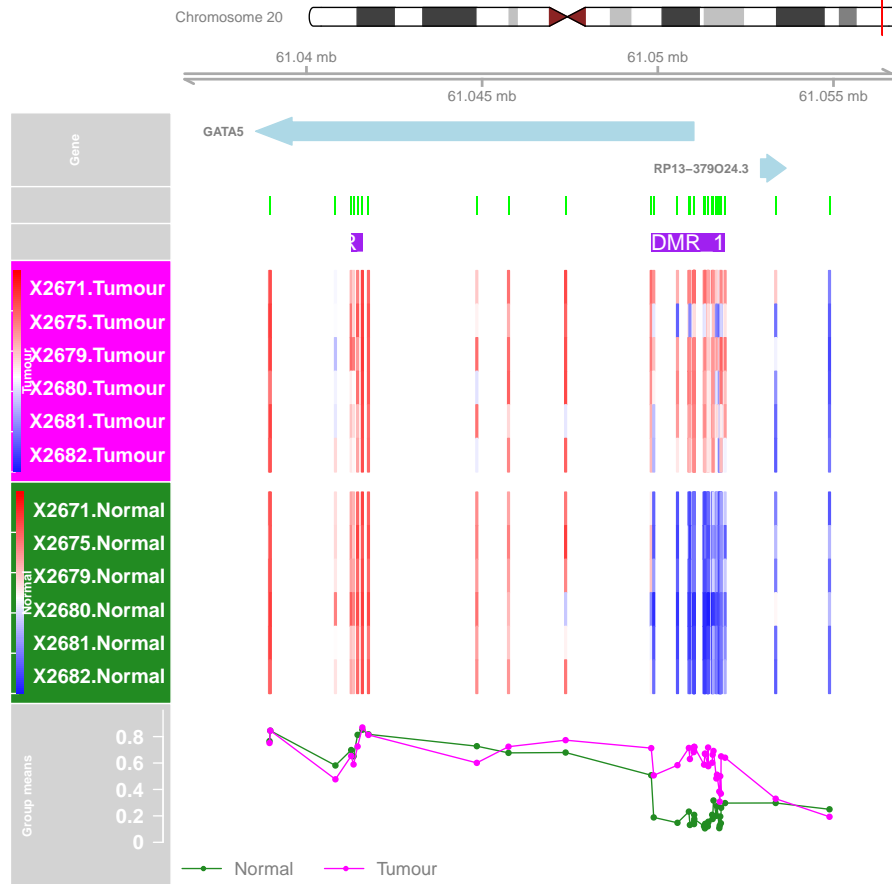 Chromosome 20
61.04 mb
61.05 mb
61.045 mb
61.055 mb
Gene
GATA5
RP13−379O24.3
R
DMR_1
Tumour
X2671.Tumour
X2675.Tumour
X2679.Tumour
X2680.Tumour
X2681.Tumour
X2682.Tumour
Normal
X2671.Normal
X2675.Normal
X2679.Normal
X2680.Normal
X2681.Normal
X2682.Normal
Group means
0.8
0.6
0.4
0.2
0
Normal
Tumour